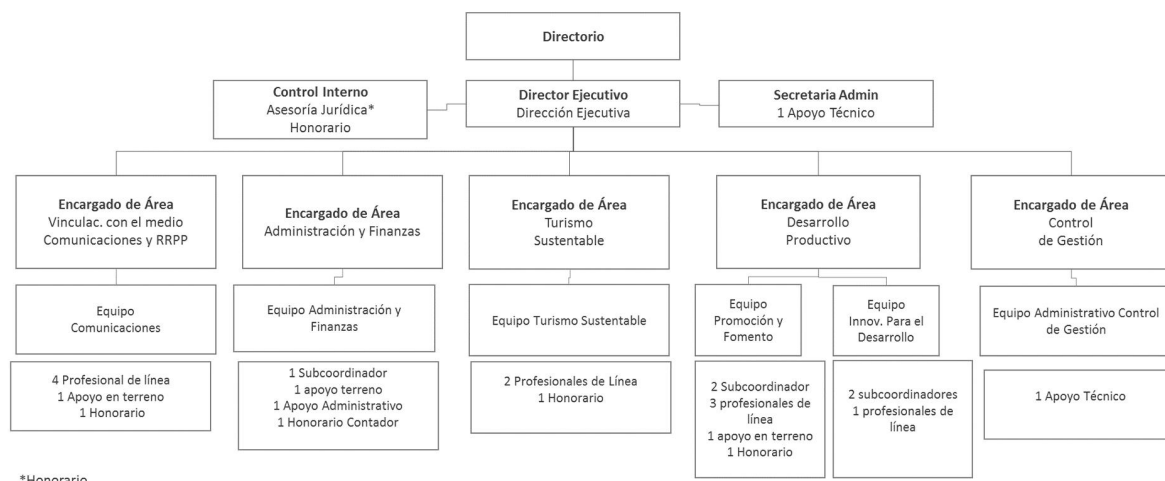 Directorio
Control Interno
Asesoría Jurídica*
Honorario
Director Ejecutivo
Dirección Ejecutiva
Secretaria Admin
1 Apoyo Técnico
Encargado de Área
Vinculac. con el medio
Comunicaciones y RRPP
Encargado de Área
Administración y Finanzas
Encargado de Área
Turismo
Sustentable
Encargado de Área
Desarrollo
Productivo
Encargado de Área
Control
de Gestión
Equipo
Comunicaciones
Equipo Administración y
Finanzas
Equipo Turismo Sustentable
Equipo
Promoción y
Fomento
Equipo
Innov. Para el
Desarrollo
Equipo Administrativo Control
de Gestión
4 Profesional de línea
1 Apoyo en terreno
1 Honorario
1 Subcoordinador
1 apoyo terreno
1 Apoyo Administrativo
1 Honorario Contador
2 Profesionales de Línea
1 Honorario
2 Subcoordinador
3 profesionales de
línea
1 apoyo en terreno
1 Honorario
2 subcoordinadores
1 profesionales de
línea
1 Apoyo Técnico
*Honorario